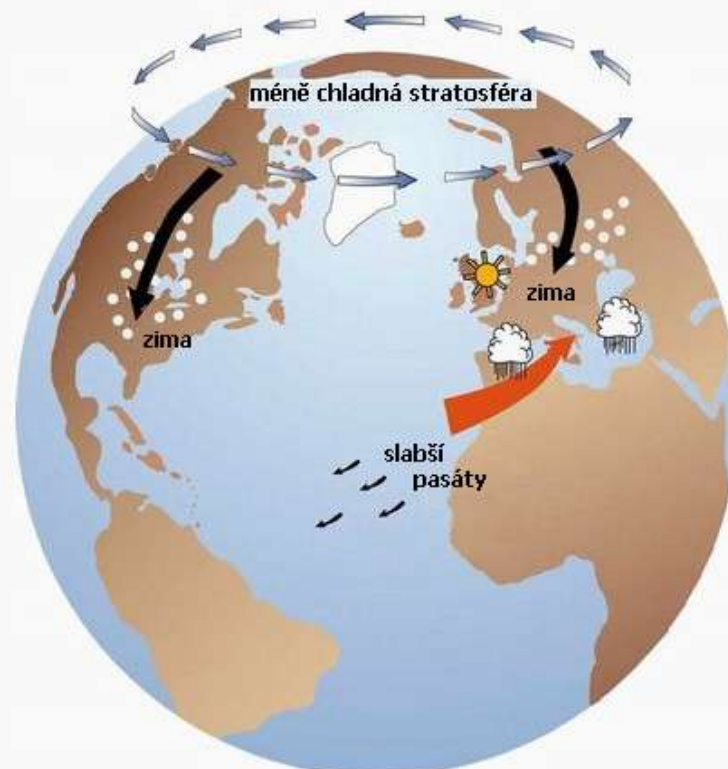 méně chladná stratosféra
zima
zima
slabší
pasáty